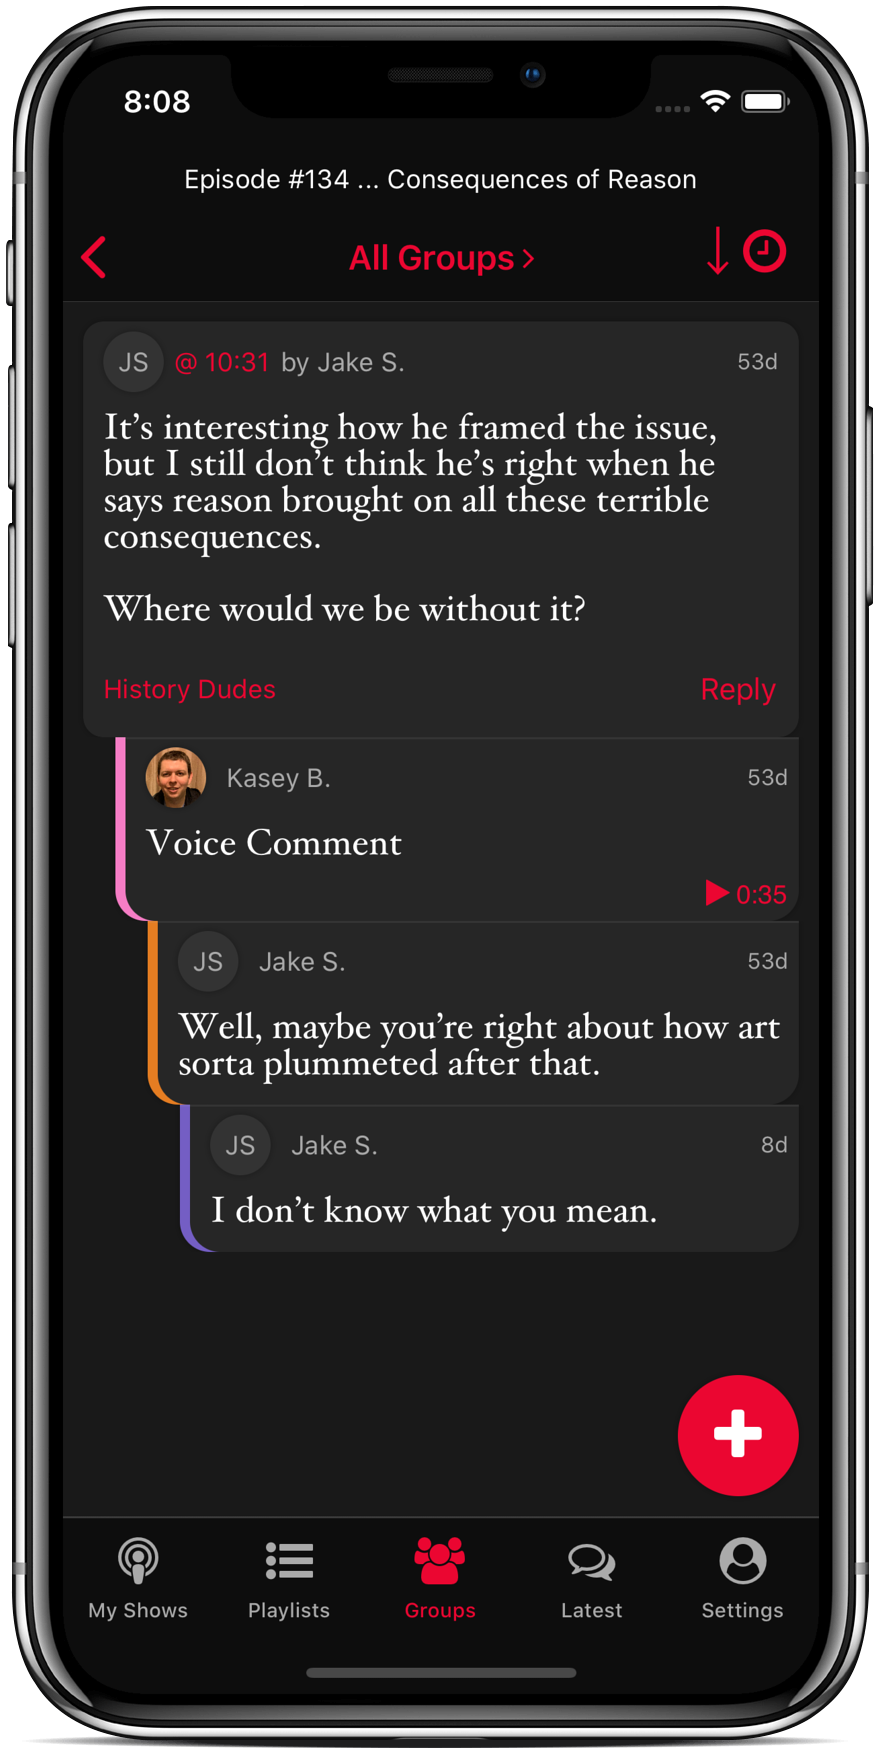 8:08
Episode #134 ... Consequences of Reason
All Groups ›
JS @ 10:31 by Jake S. 53d
It’s interesting how he framed the issue,
but I still don’t think he’s right when he
says reason brought on all these terrible
consequences.
Where would we be without it?
History Dudes Reply
Kasey B. 53d
Voice Comment
0:35
JS Jake S. 53d
Well, maybe you’re right about how art
sorta plummeted after that.
JS Jake S. 8d
I don’t know what you mean.
My Shows Playlists Groups Latest Settings